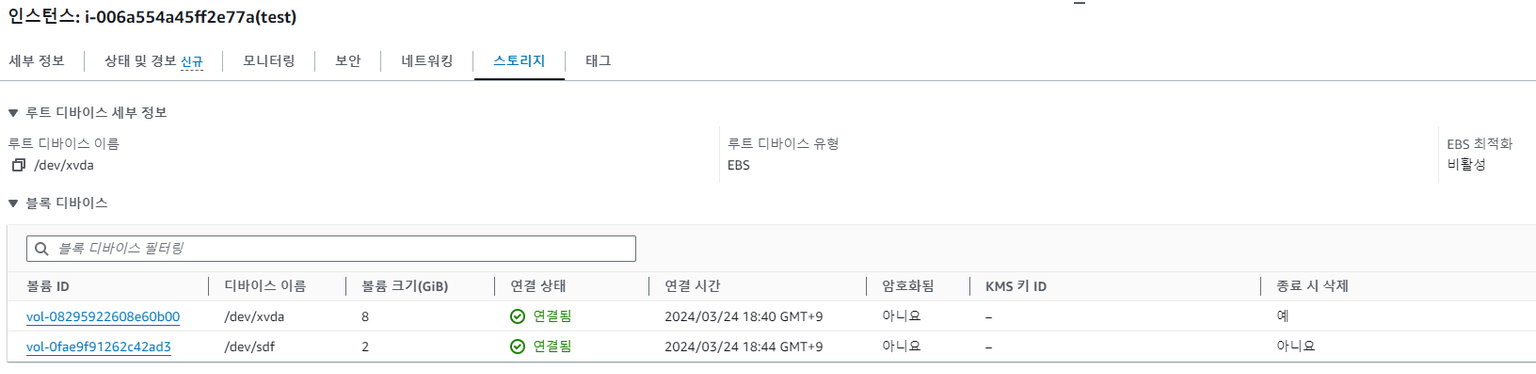 인스턴스: i-006a554a45ff2e77a(test)
세부 정보 상태 및 경보 신규 모니터링 보안 네트워킹 스토리지 태그
루트 디바이스 세부 정보
루트 디바이스 이름 루트 디바이스 유형 EBS 최적화
/dev/xvda EBS 비활성
블록 디바이스
블록 디바이스 필터링
볼륨 ID 디바이스 이름 볼륨 크기(GiB) 연결 상태 연결 시간 암호화됨 KMS 키 ID 종료 시 삭제
vol-08295922608e60b00 /dev/xvda 8 연결됨 2024/03/24 18:40 GMT+9 아니요 – 예
vol-0fae9f91262c42ad3 /dev/sdf 2 연결됨 2024/03/24 18:44 GMT+9 아니요 – 아니요